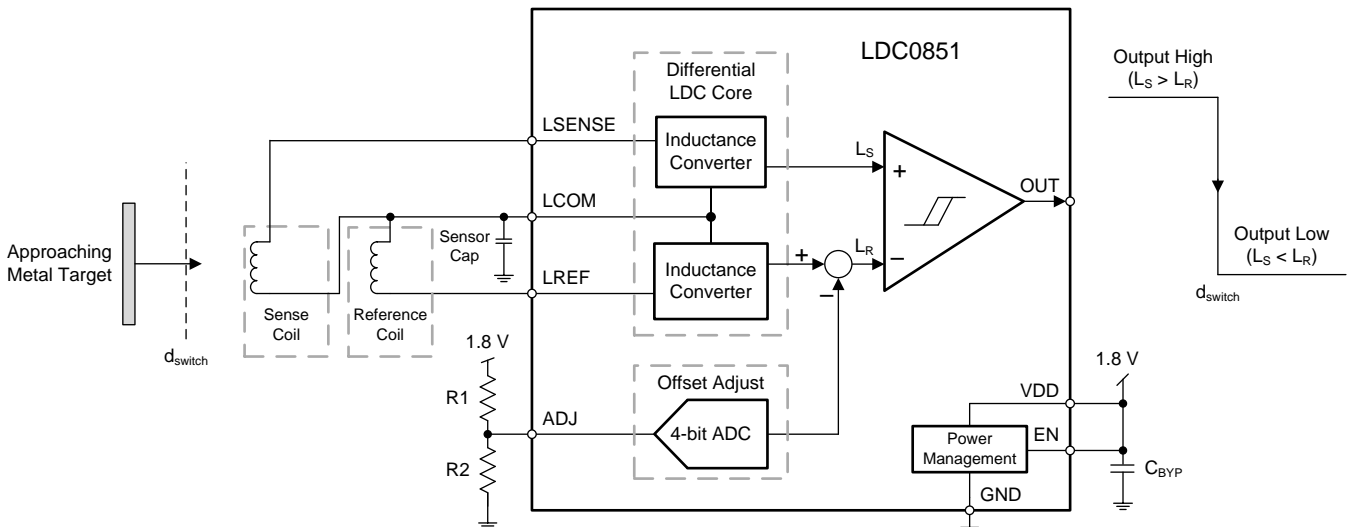 LDC0851
Differential
LDC Core
Inductance
Converter
Inductance
Converter
LSENSE
LCOM
LREF
ADJ
Approaching
Metal Target
dswitch
Sense
Coil
Reference
Coil
Sensor
Cap
1.8 V
R1
R2
Offset Adjust
4-bit ADC
LS
LR
+
−
+
−
OUT
Output High
(LS > LR)
Output Low
(LS < LR)
dswitch
1.8 V
VDD
EN
Power
Management
GND
CBYP